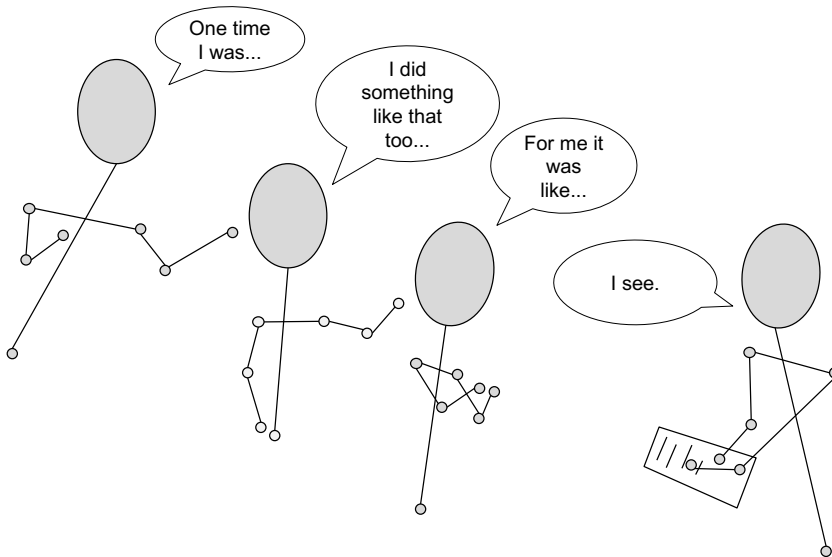 One time
I was...
I did
something
like that
too...
For me it
was
like...
I see.